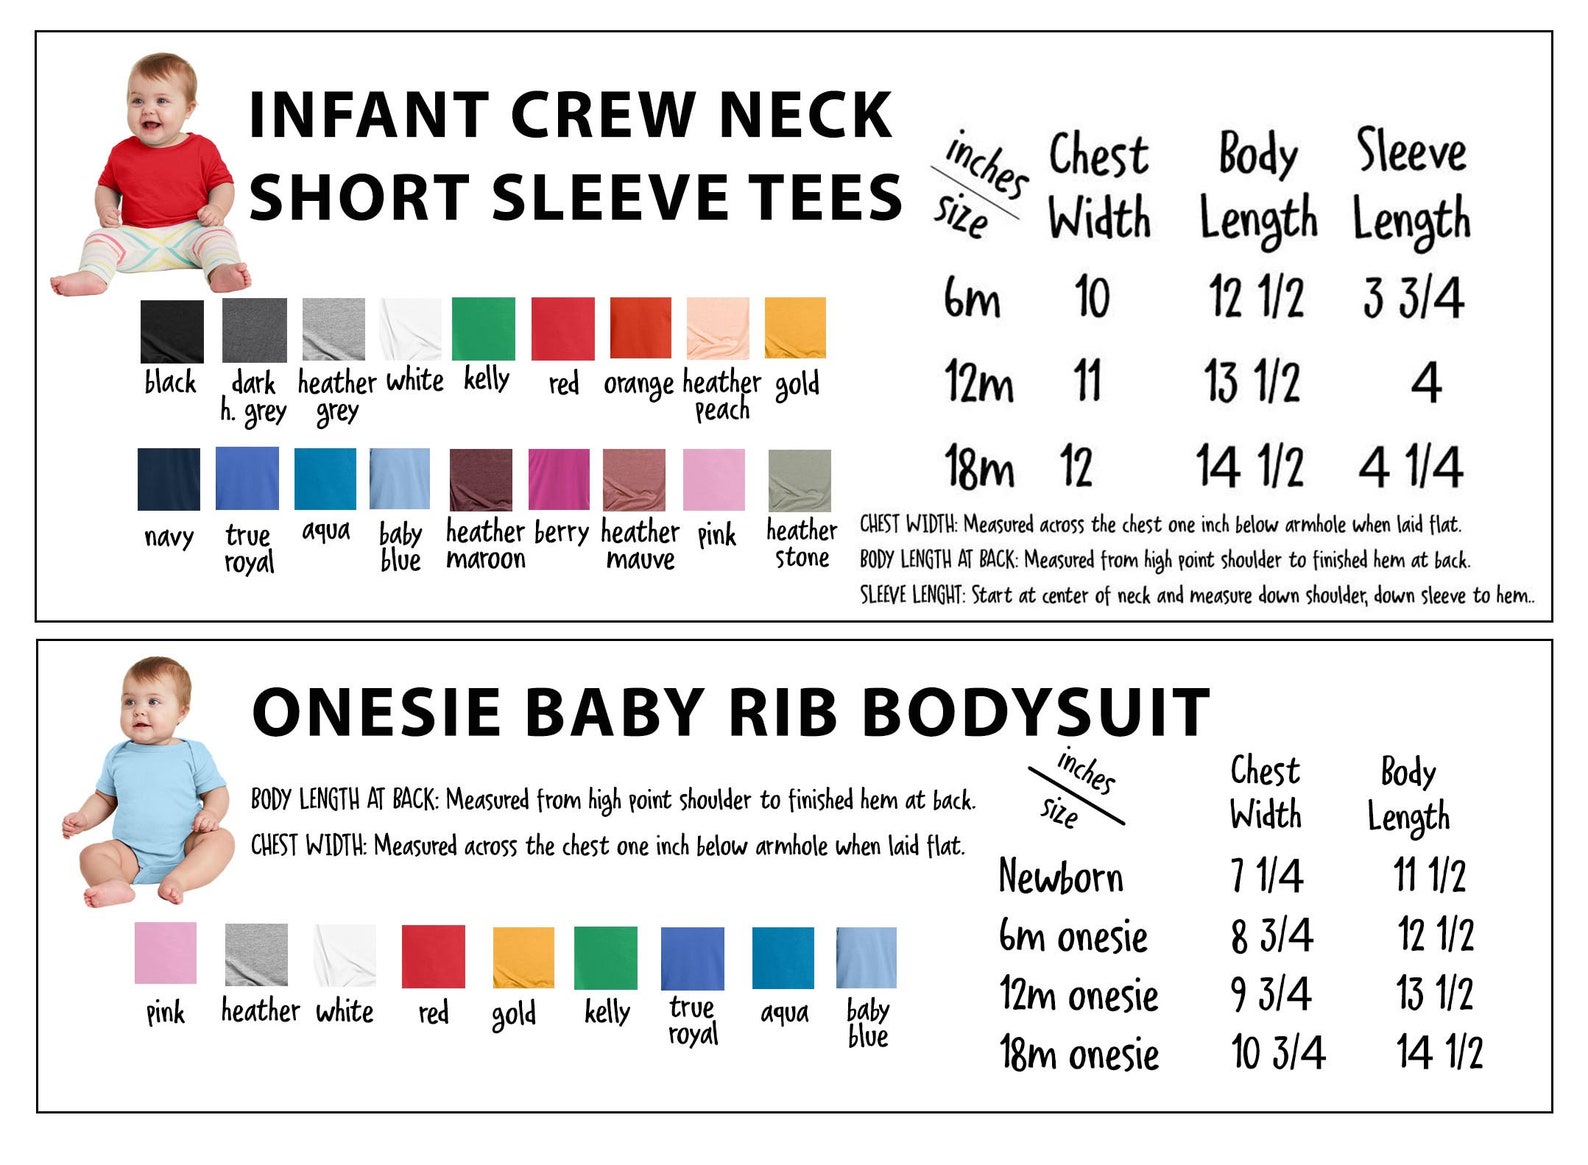 INFANT CREW NECK
SHORT SLEEVE TEES
black
dark
h. grey
heather
grey
white
kelly
red
orange
heather
peach
gold
navy
true
royal
aqua
baby
blue
heather
maroon
berry
heather
mauve
pink
heather
stone
inches
size
Chest
Width
Body
Length
Sleeve
Length
6m 10 12 1/2 3 3/4
12m 11 13 1/2 4
18m 12 14 1/2 4 1/4
CHEST WIDTH: Measured across the chest one inch below armhole when laid flat.
BODY LENGTH AT BACK: Measured from high point shoulder to finished hem at back.
SLEEVE LENGHT: Start at center of neck and measure down shoulder, down sleeve to hem..
ONESIE BABY RIB BODYSUIT
BODY LENGTH AT BACK: Measured from high point shoulder to finished hem at back.
CHEST WIDTH: Measured across the chest one inch below armhole when laid flat.
pink
heather
white
red
gold
kelly
true
royal
aqua
baby
blue
inches
size
Chest
Width
Body
Length
Newborn 7 1/4 11 1/2
6m onesie 8 3/4 12 1/2
12m onesie 9 3/4 13 1/2
18m onesie 10 3/4 14 1/2